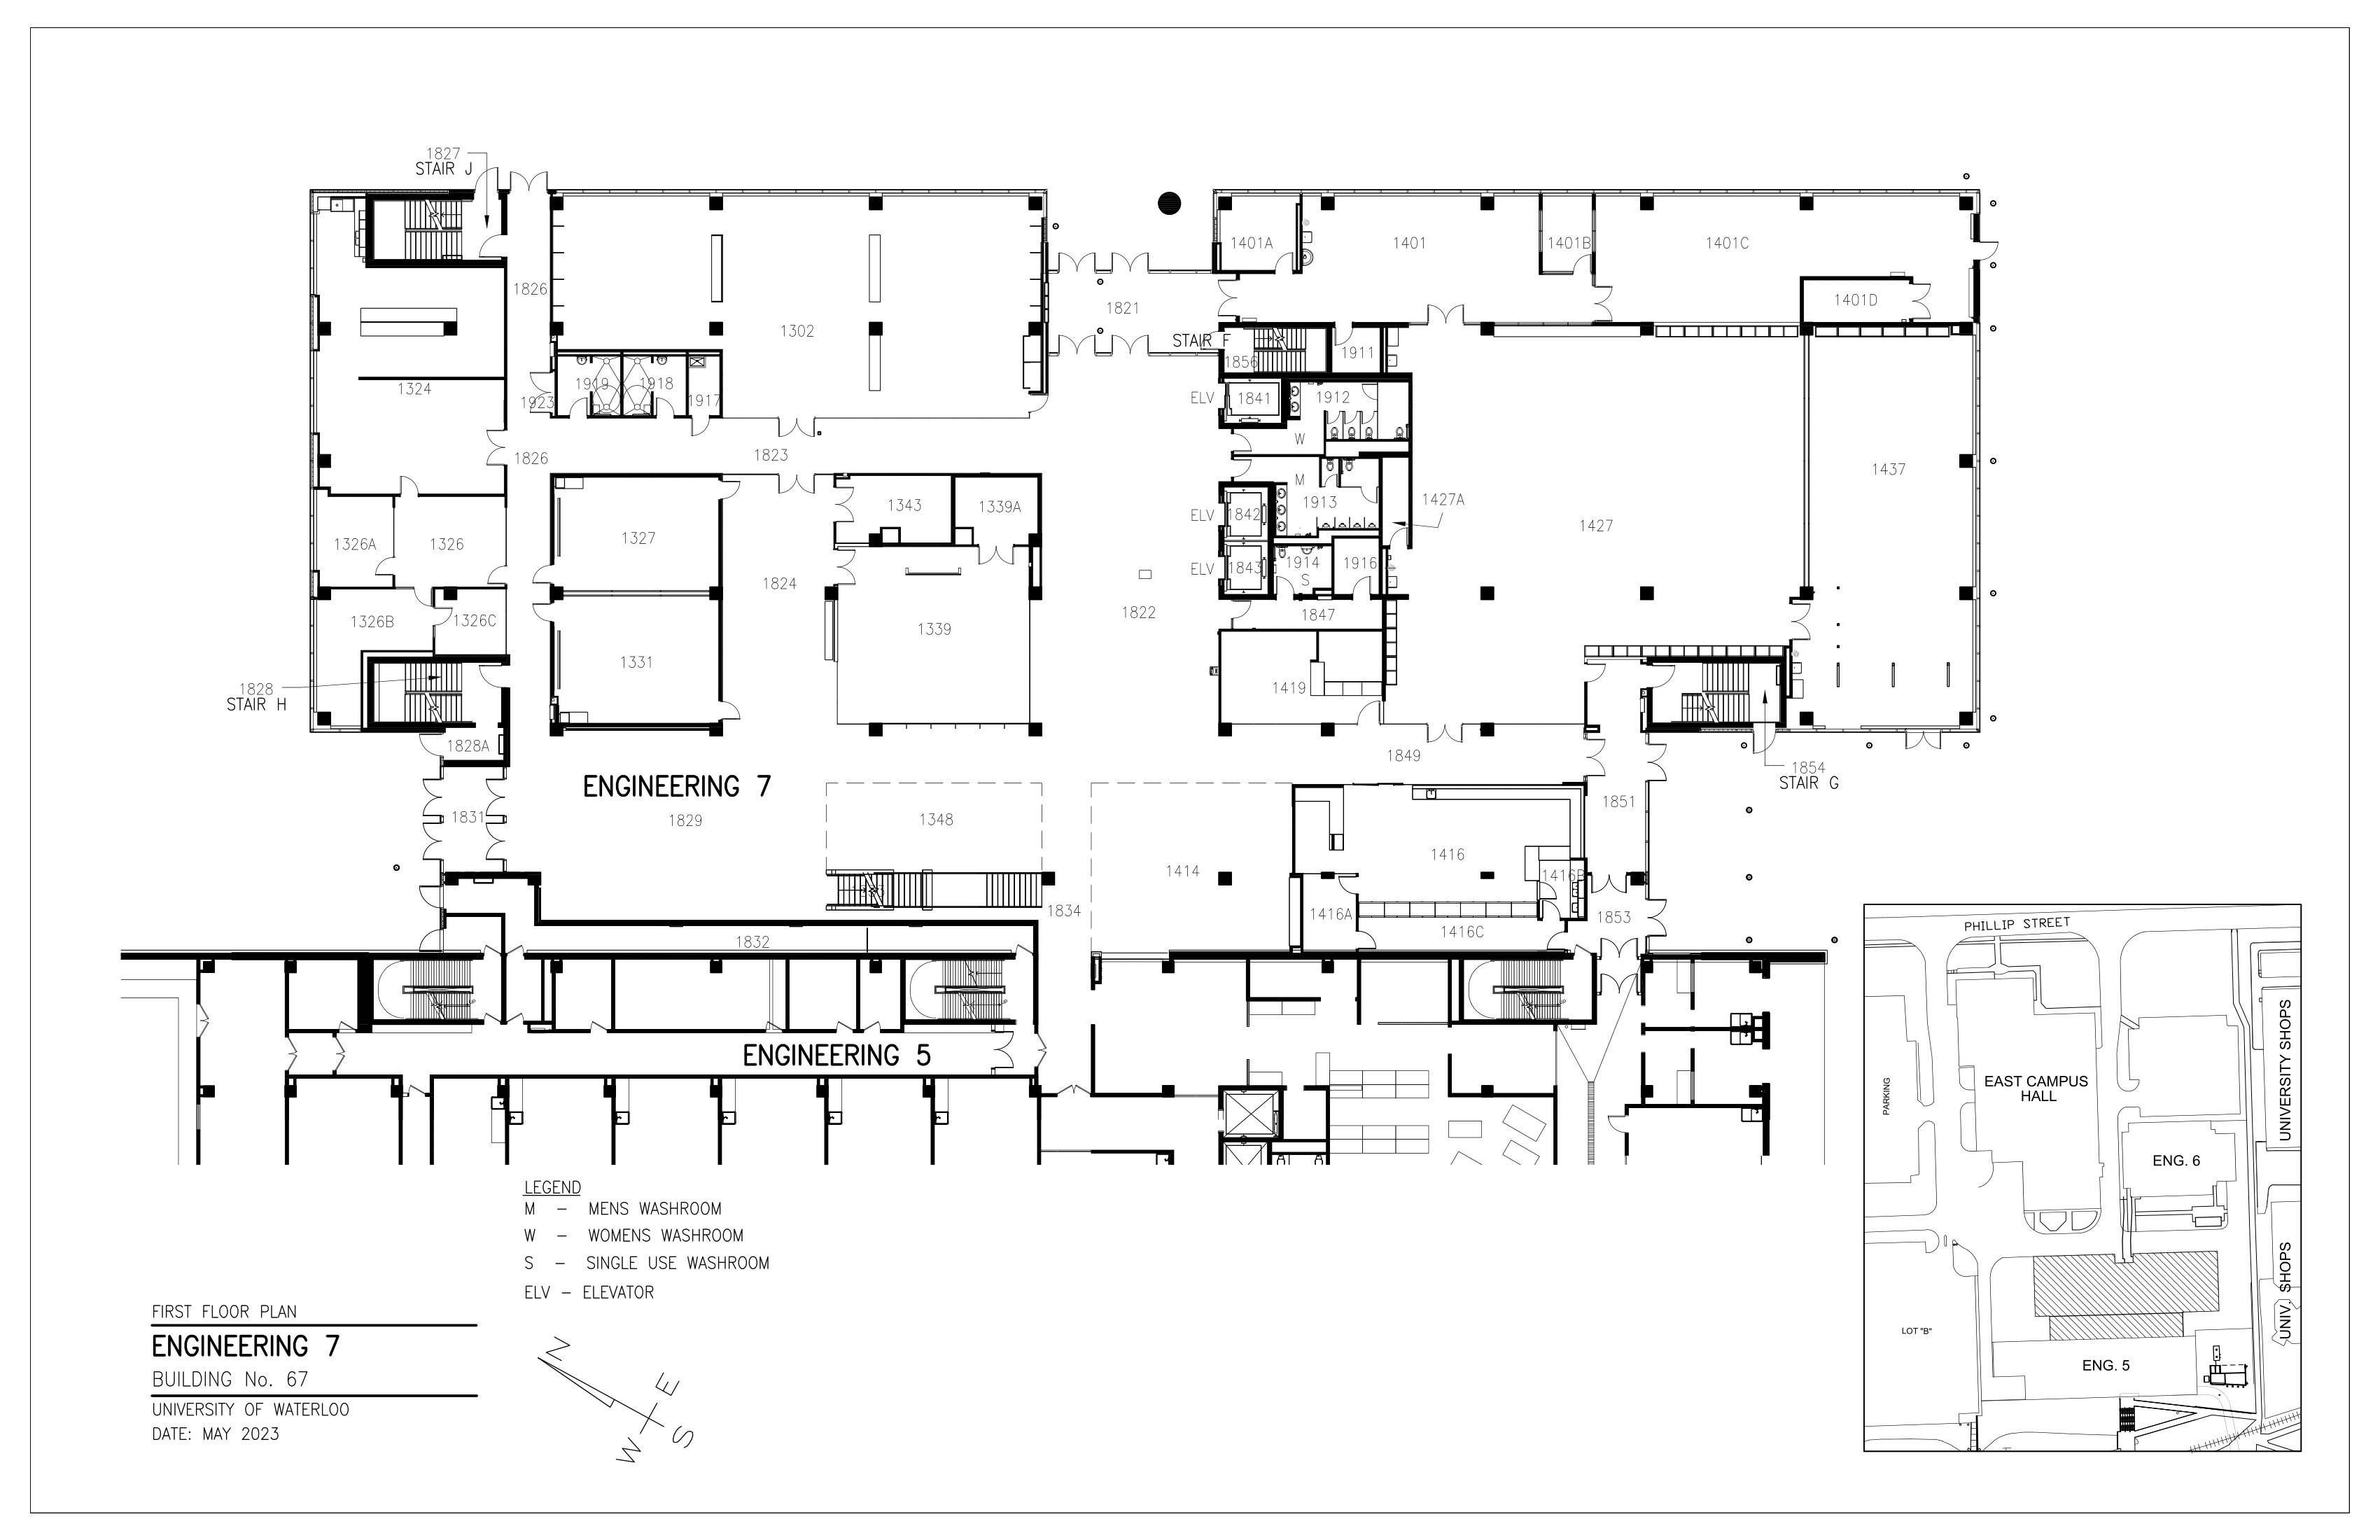 1827
STAIR J
1401A
1401
1401B
1401C
1826
1821
1401D
1302
STAIR F
1856
1911
1324
1919
1918
1917
1923
ELV
1841
1912
W
1826
1823
1437
M
1343
1339A
1427A
1913
ELV
1842
1427
1326A
1326
1327
ELV
1843
1914
1916
S
1824
1822
1847
1326B
1326C
1339
1331
1419
1828
STAIR H
1828A
1849
1854
STAIR G
ENGINEERING 7
1831
1829
1348
1851
1416
1414
1416B
1834
1416A
1853
1416C
1832
ENGINEERING 5
PHILLIP STREET
UNIVERSITY SHOPS
PARKING
EAST CAMPUS
HALL
ENG. 6
UNIV. SHOPS
LOT "B"
ENG. 5
LEGEND
M – MENS WASHROOM
W – WOMENS WASHROOM
S – SINGLE USE WASHROOM
ELV – ELEVATOR
FIRST FLOOR PLAN
ENGINEERING 7
BUILDING No. 67
UNIVERSITY OF WATERLOO
DATE: MAY 2023
N
E
W
S